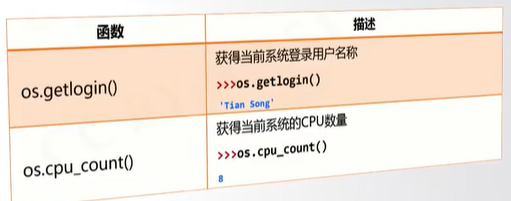 函数
描述
os.getlogin()
获得当前系统登录用户名称
>>>os.getlogin()
'Tian Song'
os.cpu_count()
获得当前系统的CPU数量
>>>os.cpu_count()
8